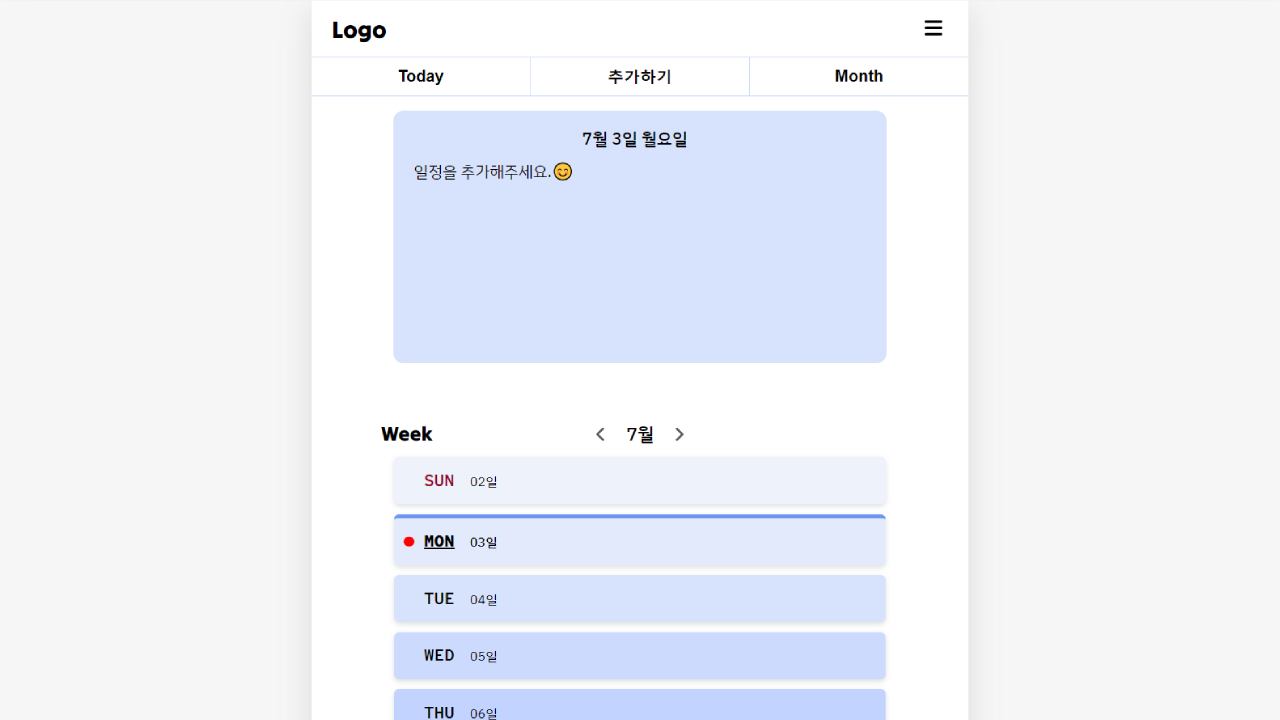 Logo
Today 추가하기 Month
7월 3일 월요일
일정을 추가해주세요.😊
Week 7월
SUN 02일
MON 03일
TUE 04일
WED 05일
THU 06일